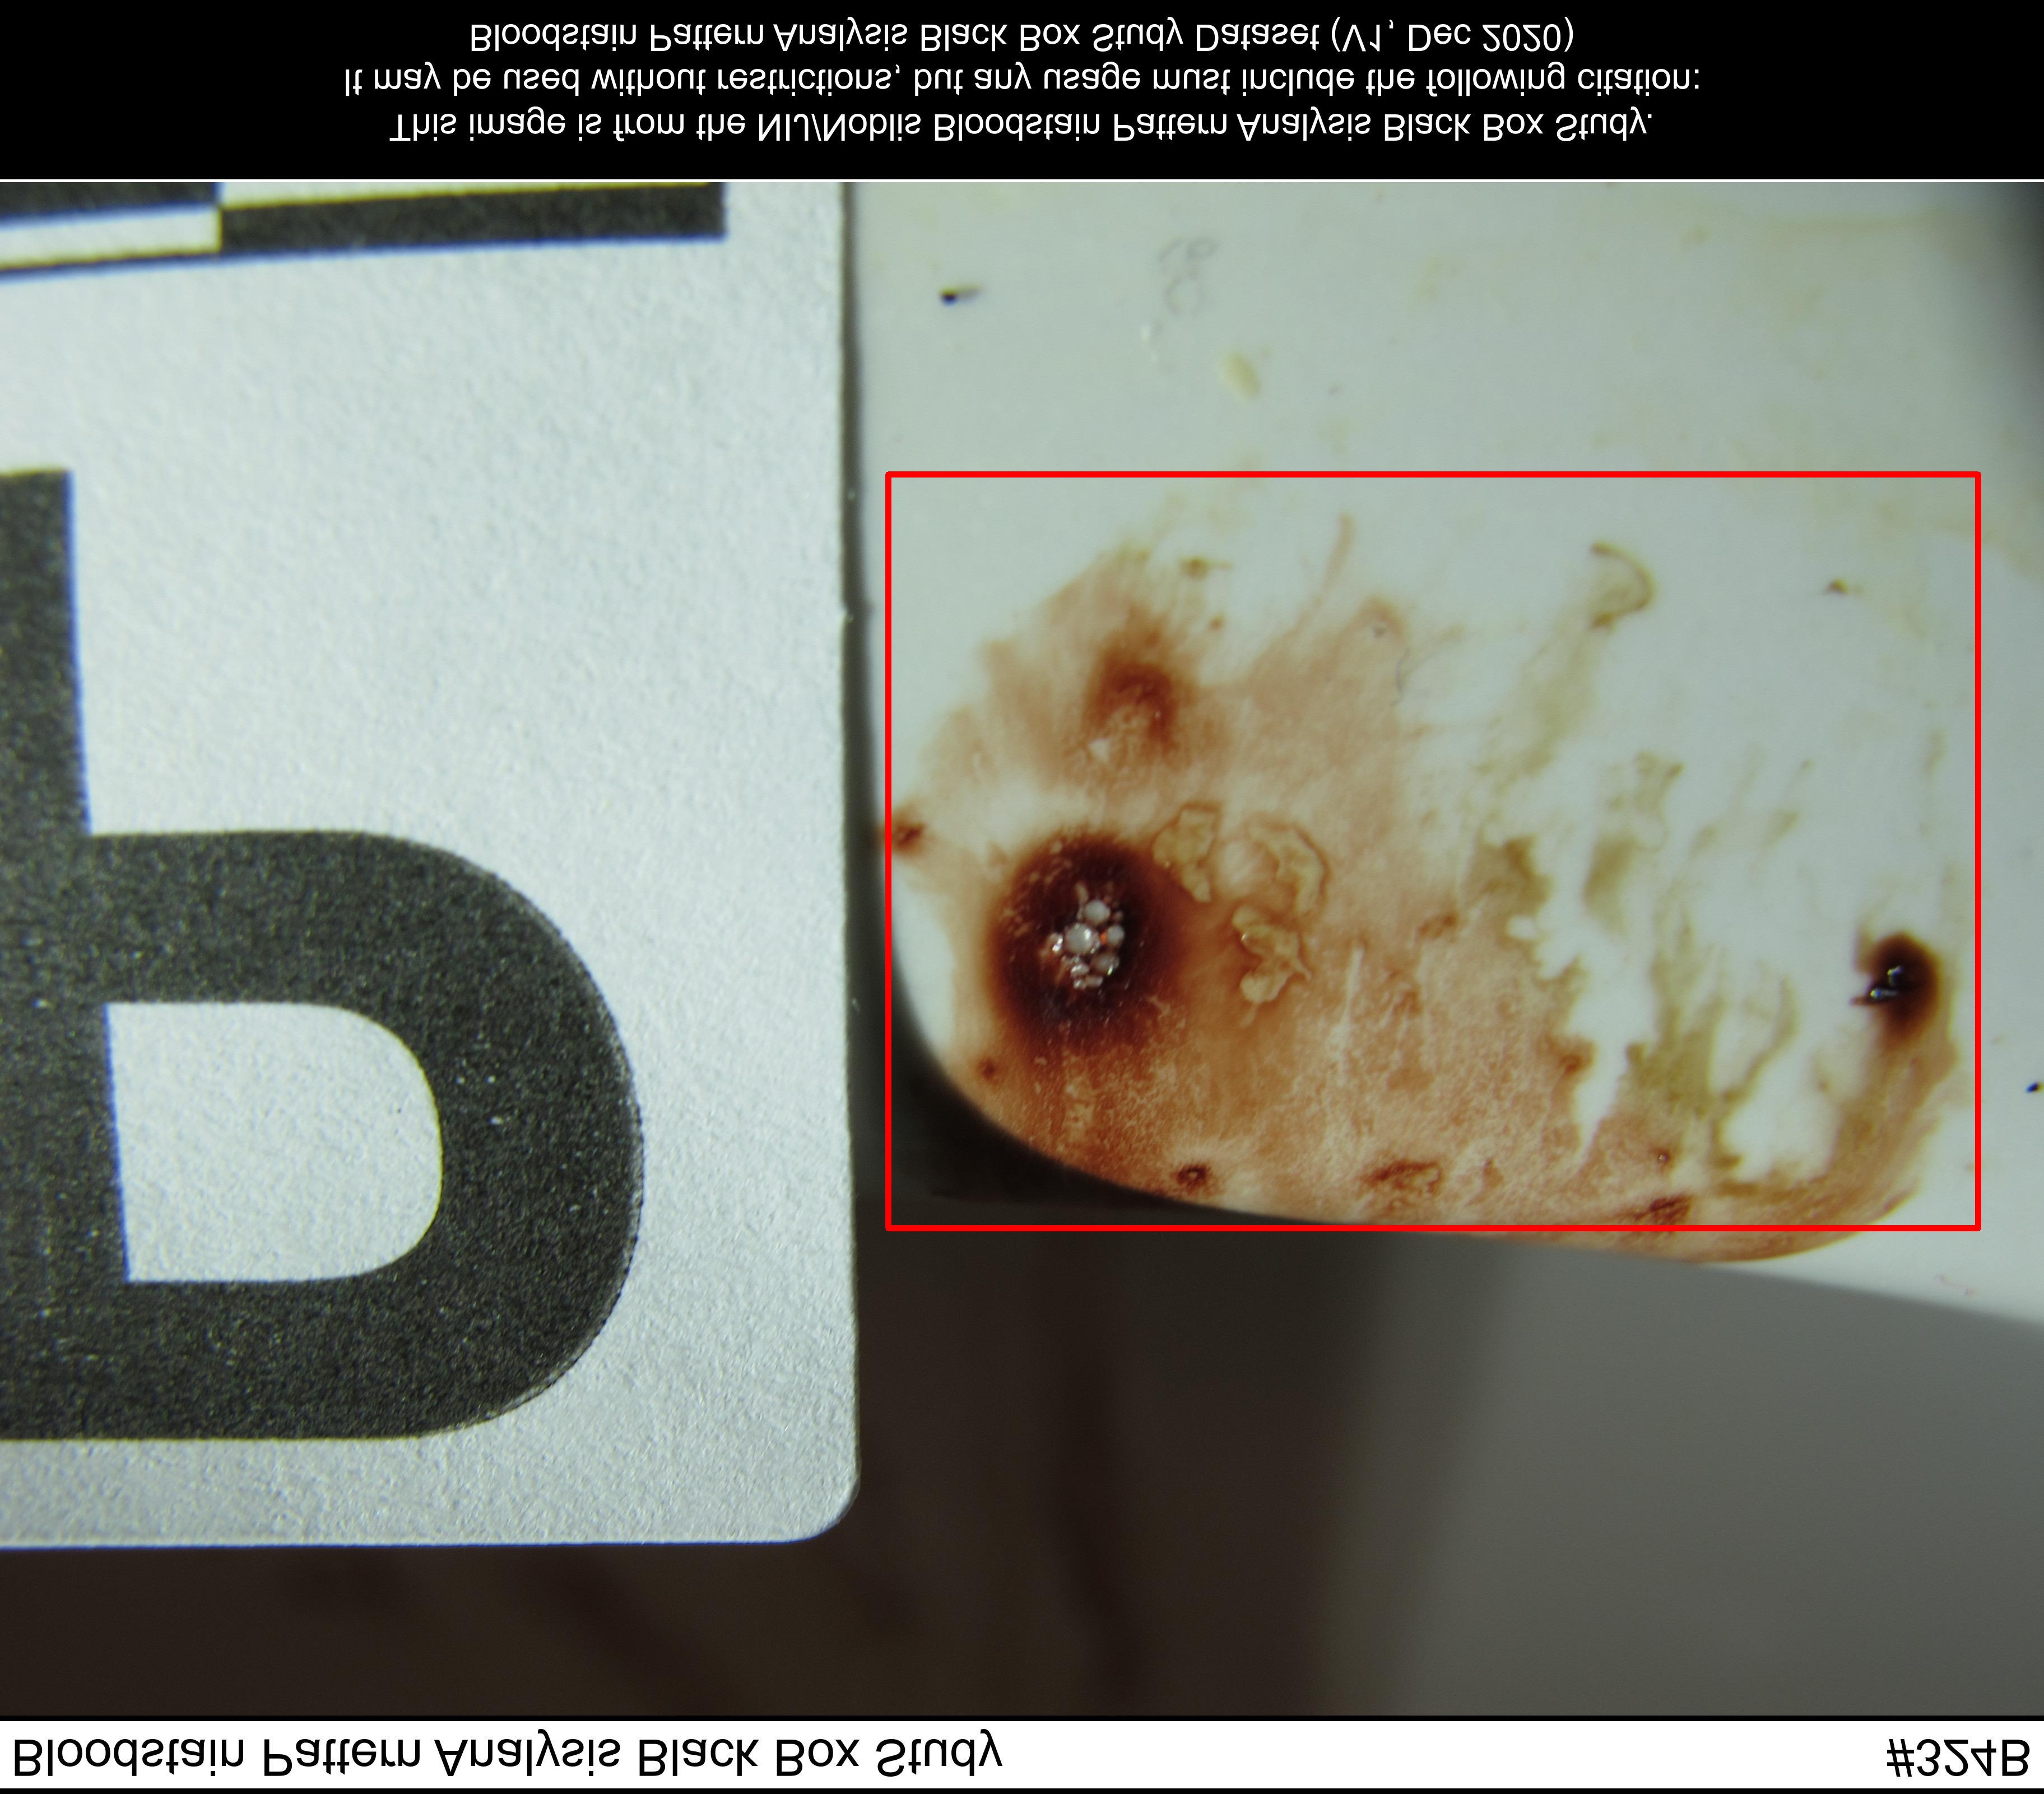 Bloodstain Pattern Analysis Black Box Study #324B
P
This image is from the NIJ/Noblis Bloodstain Pattern Analysis Black Box Study.
It may be used without restrictions, but any usage must include the following citation:
Bloodstain Pattern Analysis Black Box Study Dataset (V1, Dec 2020)